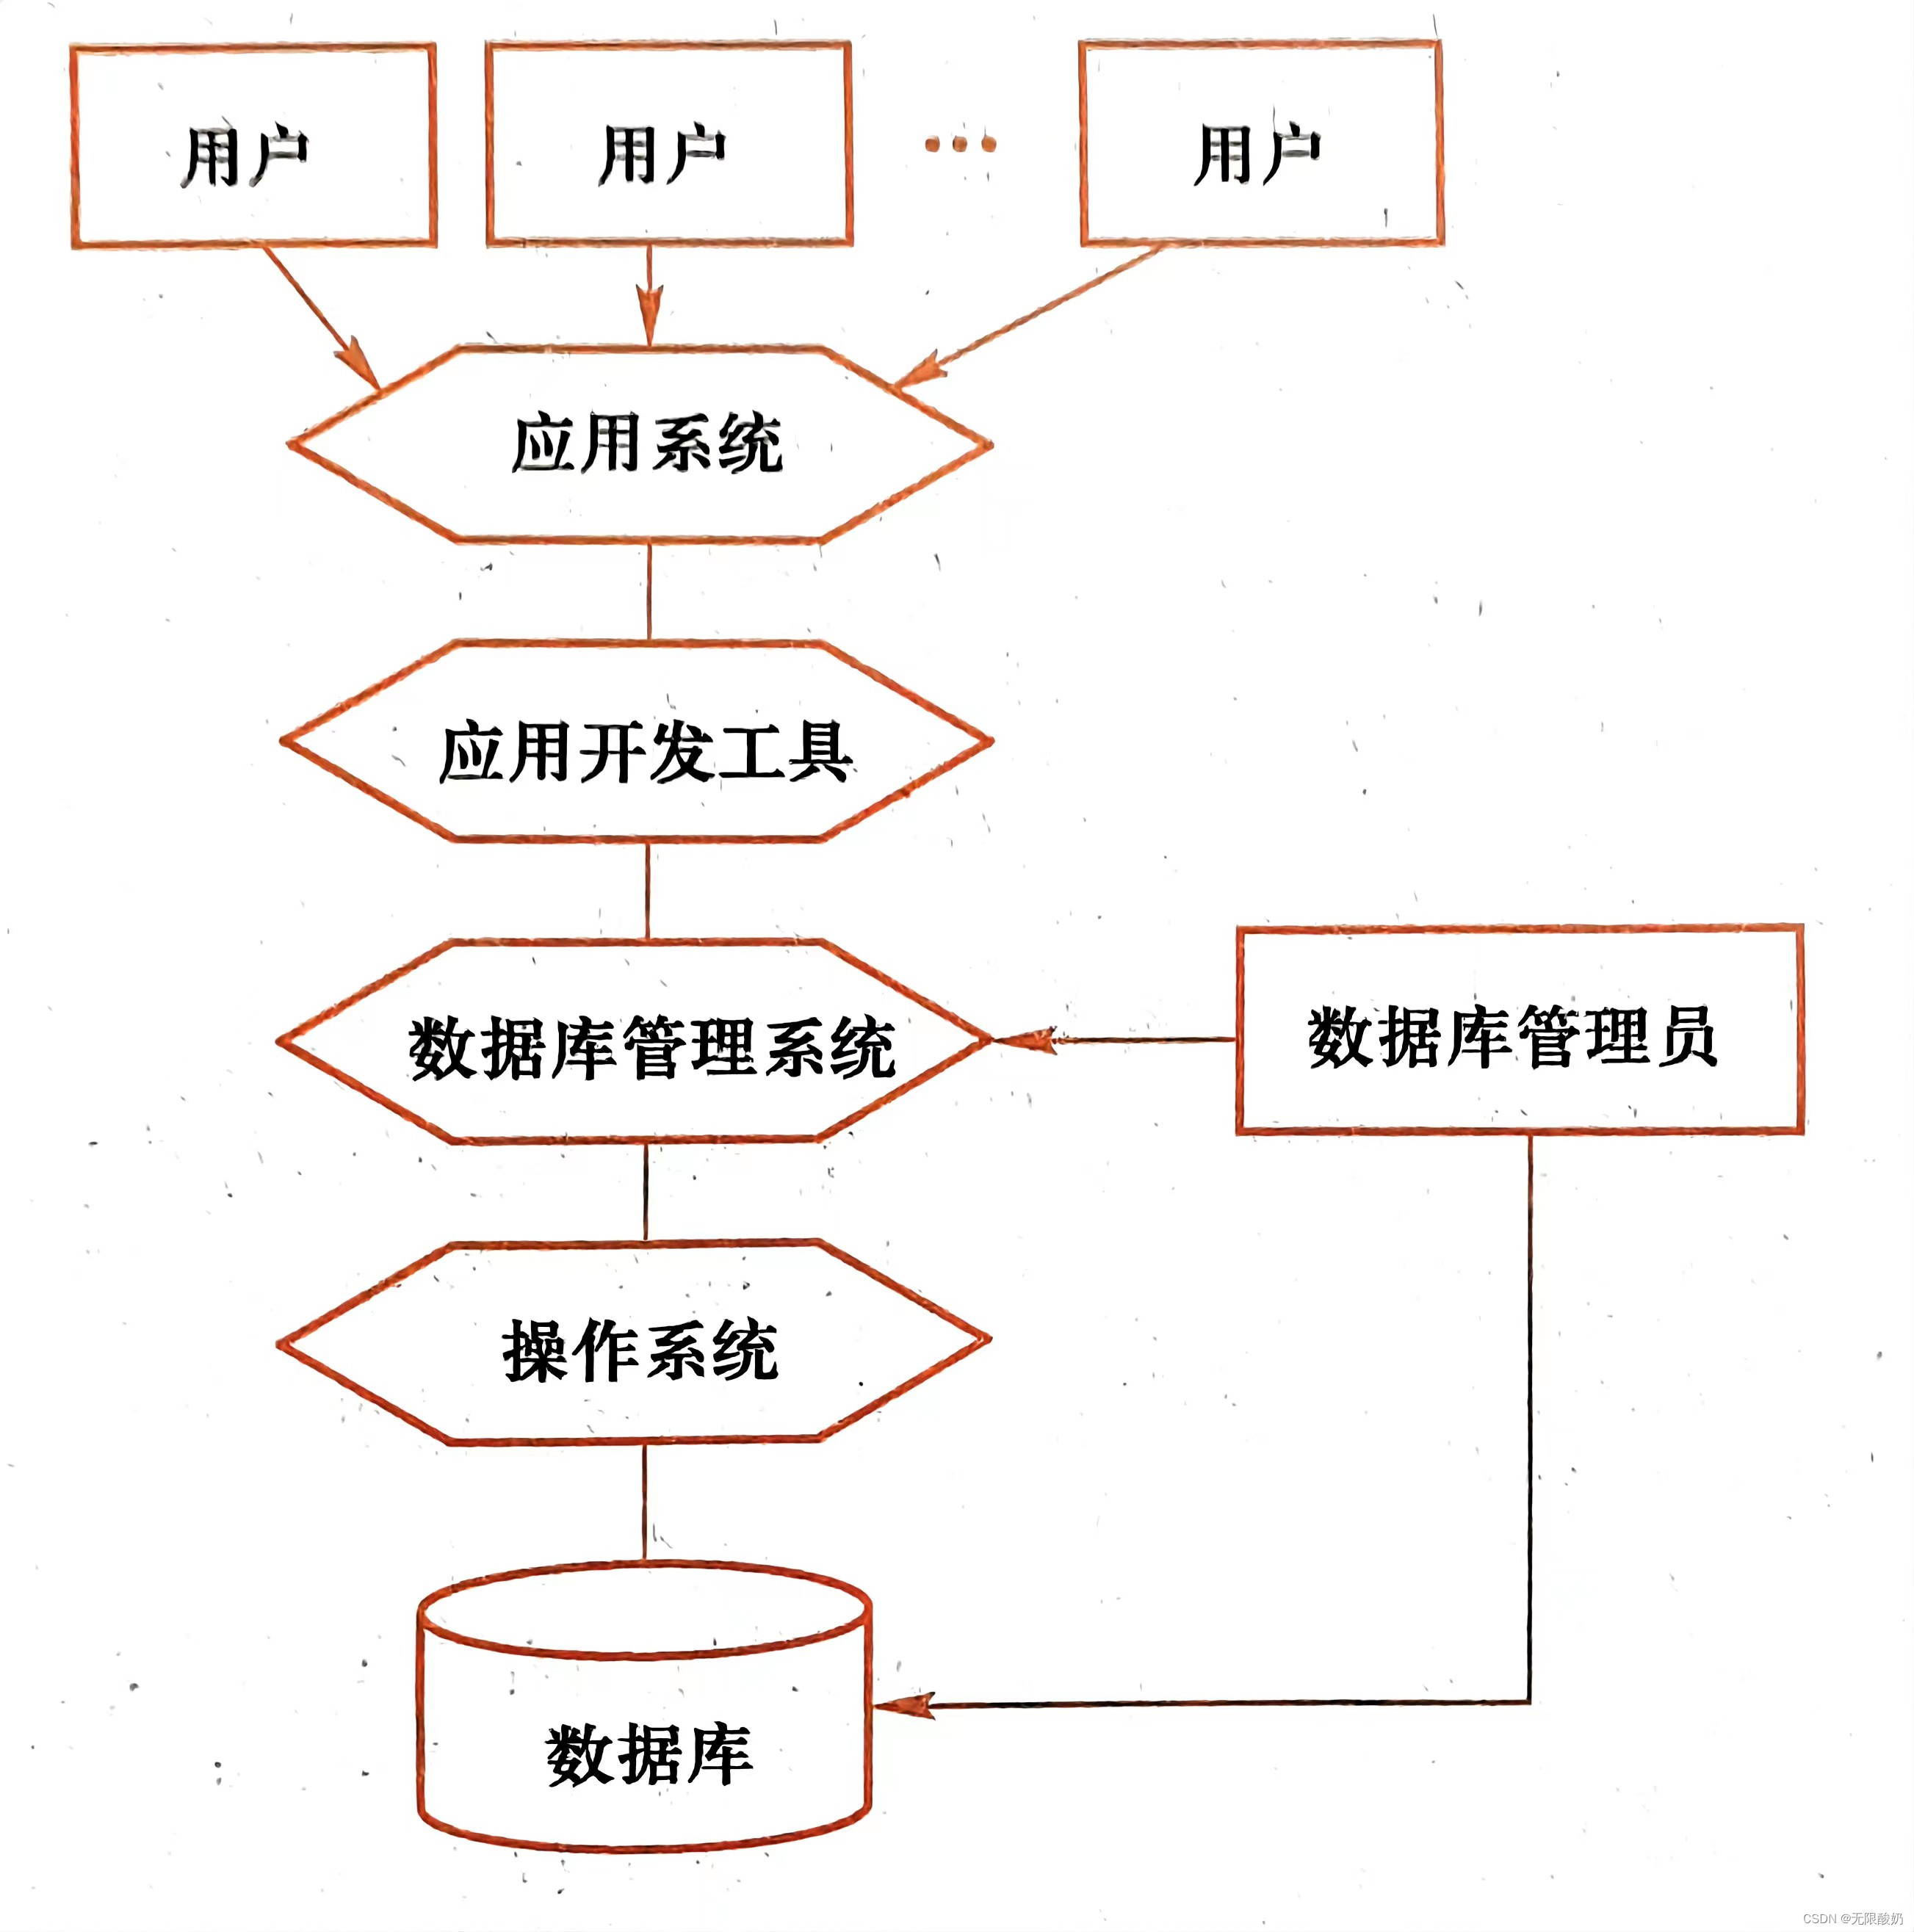 用户
用户
用户
应用系统
应用开发工具
数据库管理系统
数据库管理员
操作系统
数据库
CSDN @无限酸奶